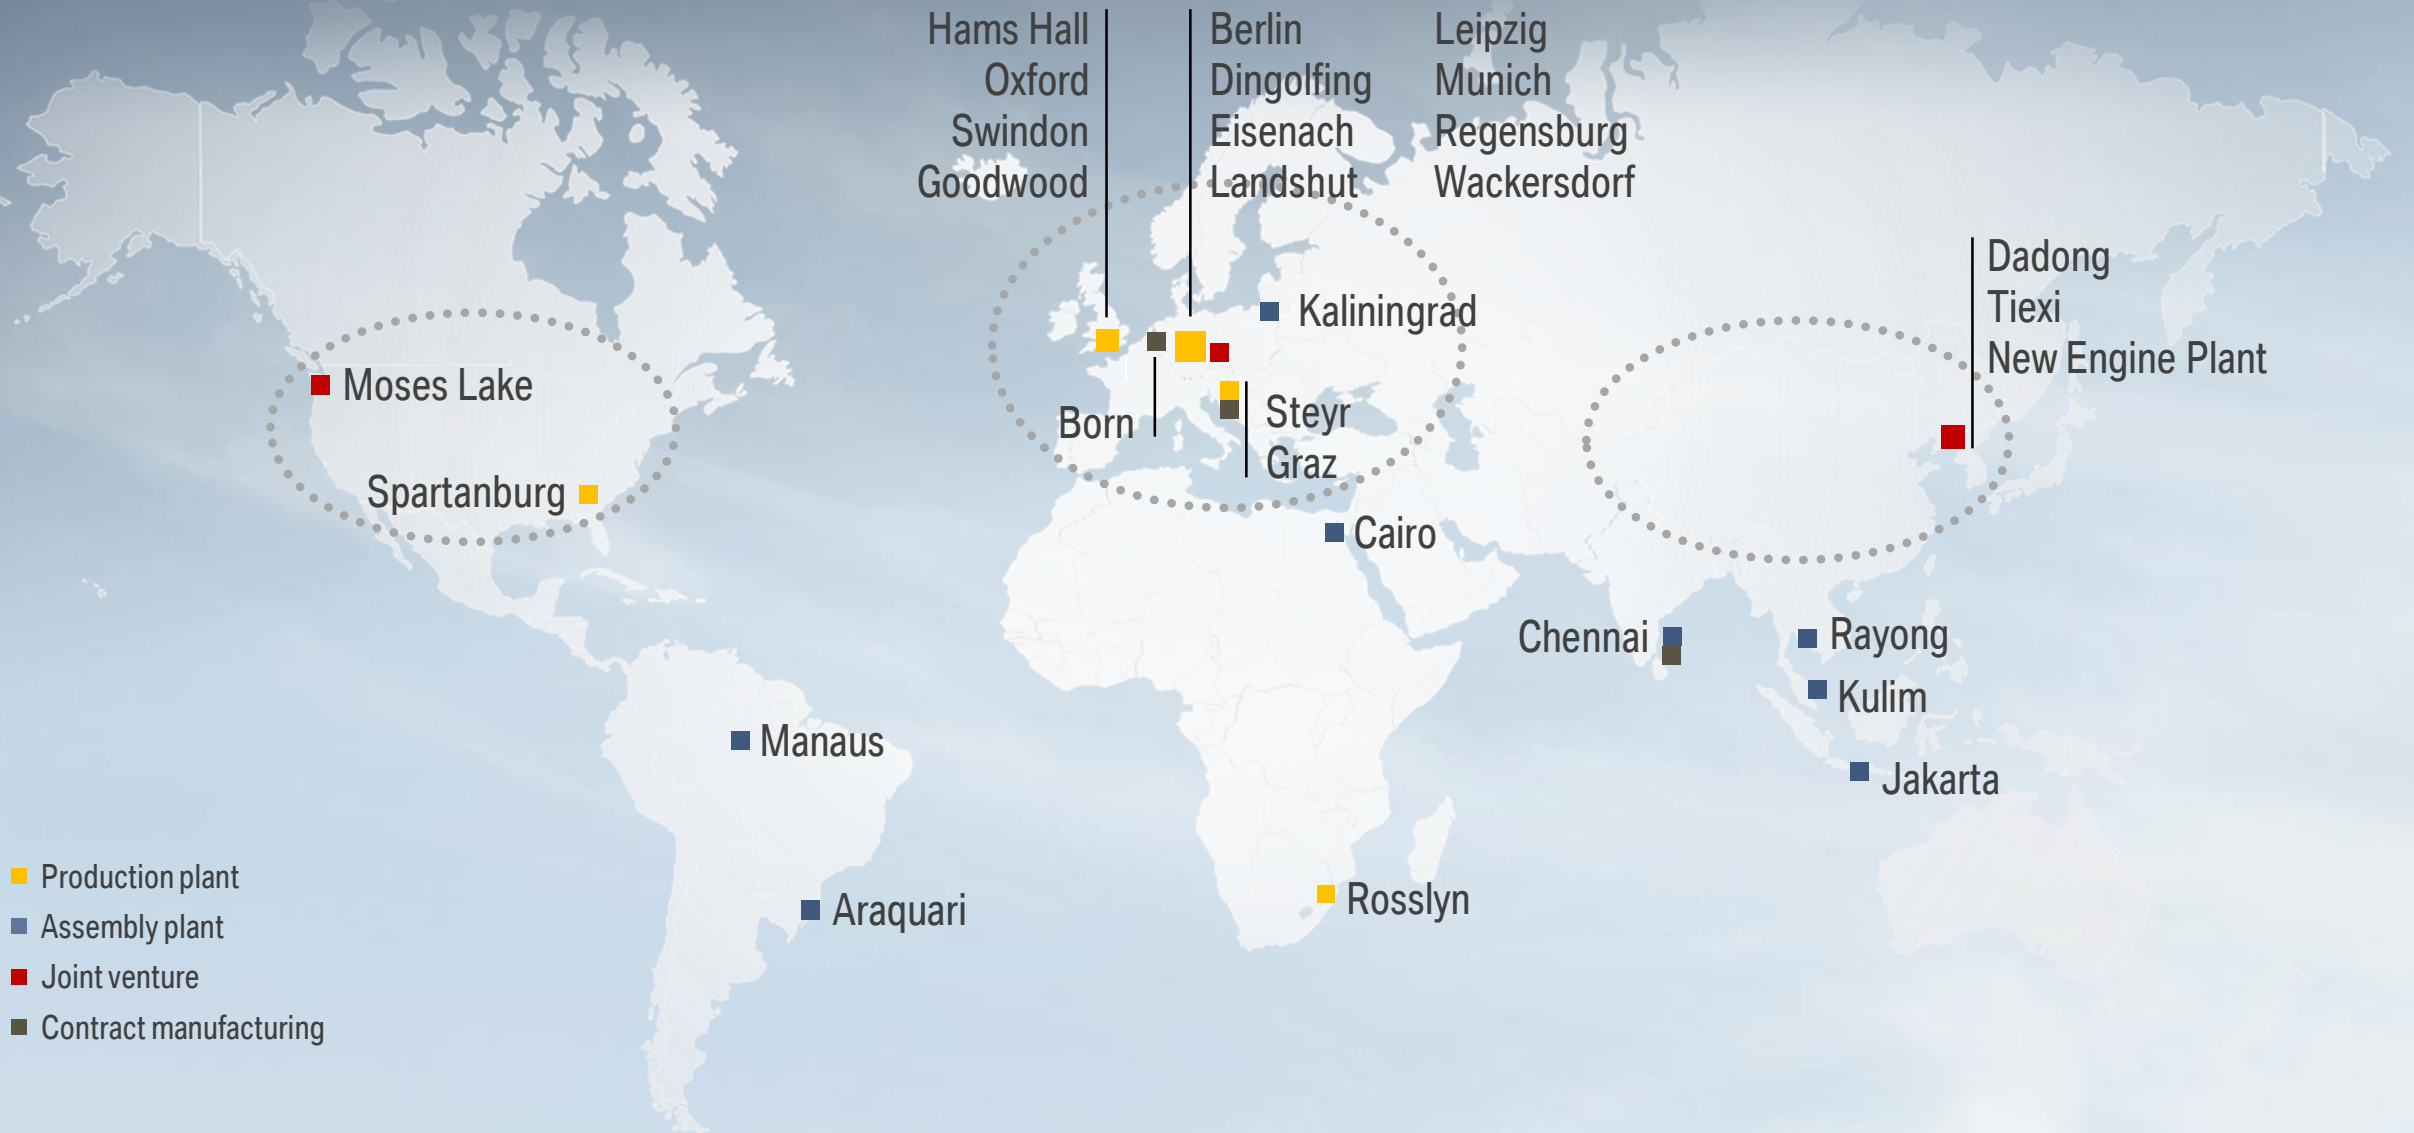 Hams Hall
Oxford
Swindon
Goodwood
Berlin
Dingolfing
Eisenach
Landshut
Leipzig
Munich
Regensburg
Wackersdorf
Dadong
Tiexi
New Engine Plant
Kaliningrad
Moses Lake
Born
Steyr
Graz
Spartanburg
Cairo
Chennai
Rayong
Kulim
Manaus
Jakarta
Rosslyn
Araquari
Production plant
Assembly plant
Joint venture
Contract manufacturing